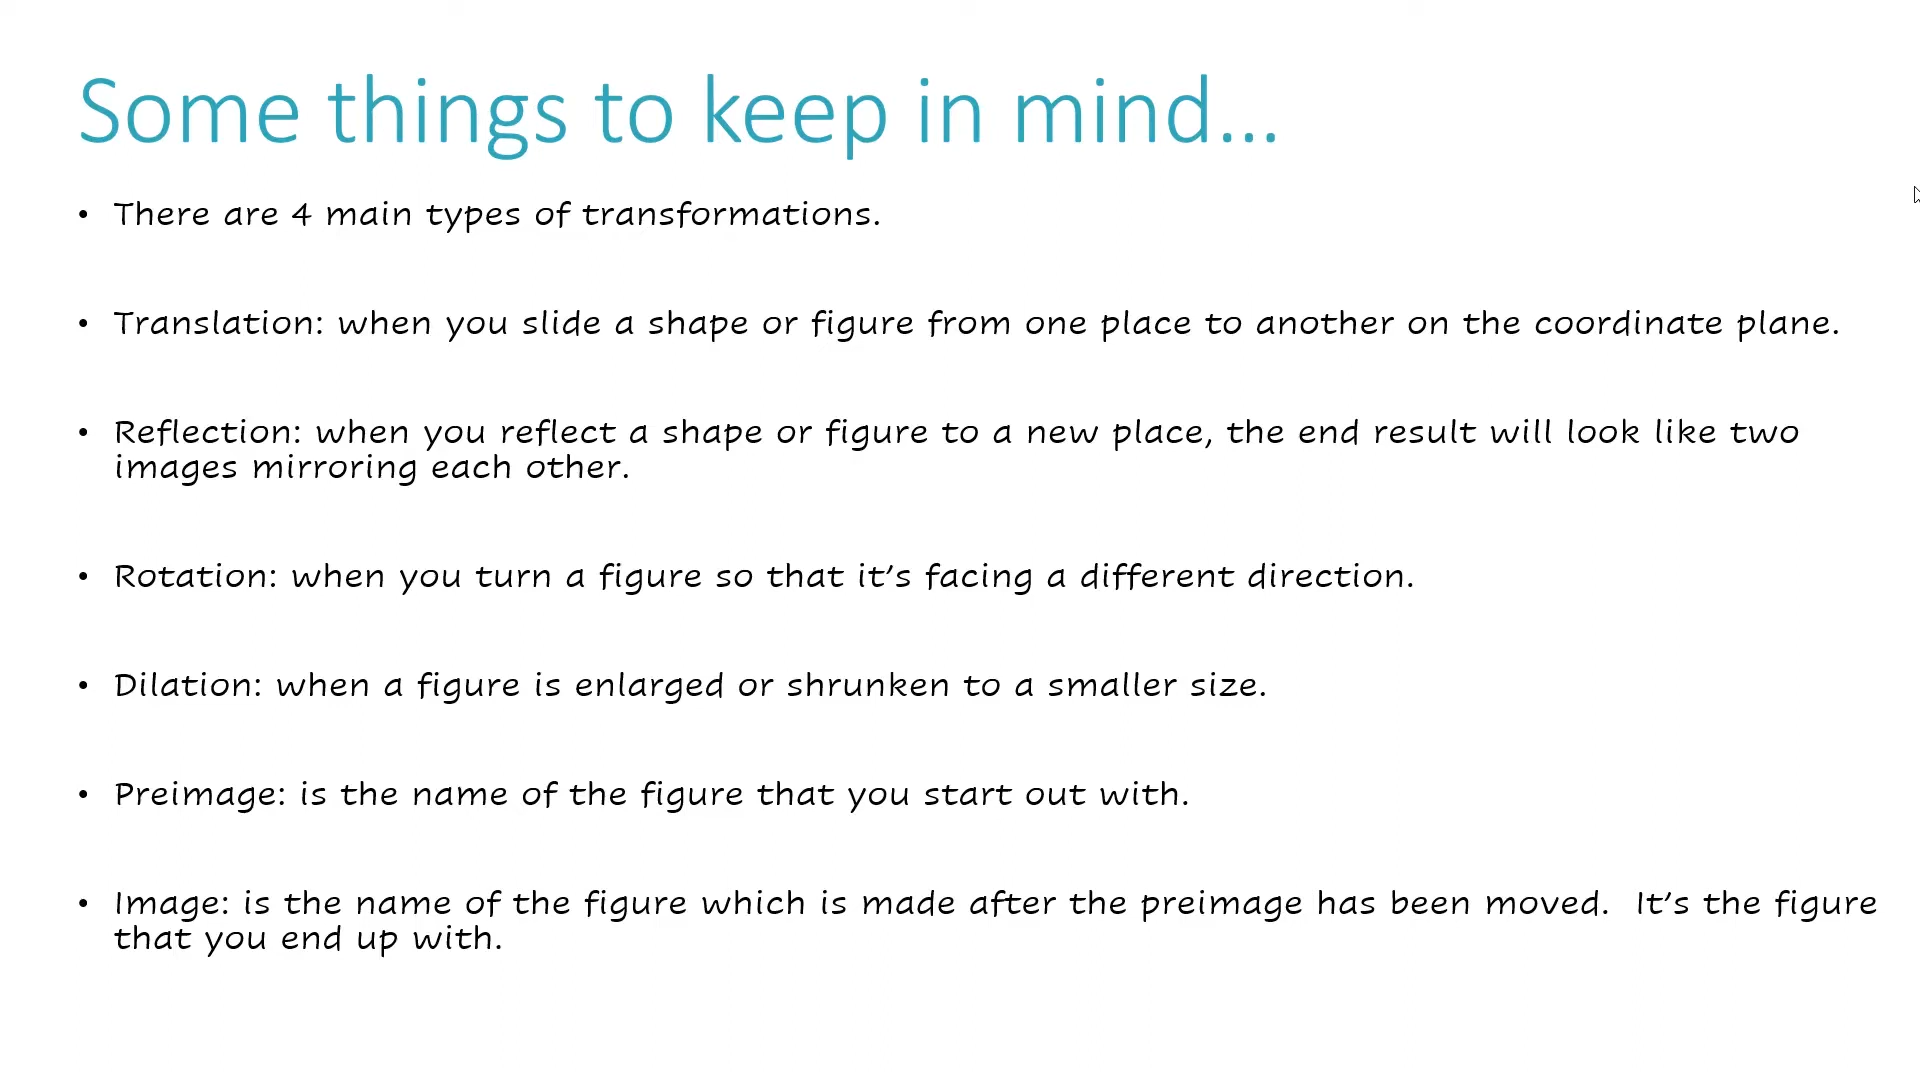 Some things to keep in mind...
• There are 4 main types of transformations.
• Translation: when you slide a shape or figure from one place to another on the coordinate plane.
• Reflection: when you reflect a shape or figure to a new place, the end result will look like two
images mirroring each other.
• Rotation: when you turn a figure so that it’s facing a different direction.
• Dilation: when a figure is enlarged or shrunken to a smaller size.
• Preimage: is the name of the figure that you start out with.
• Image: is the name of the figure which is made after the preimage has been moved.  It’s the figure
that you end up with.